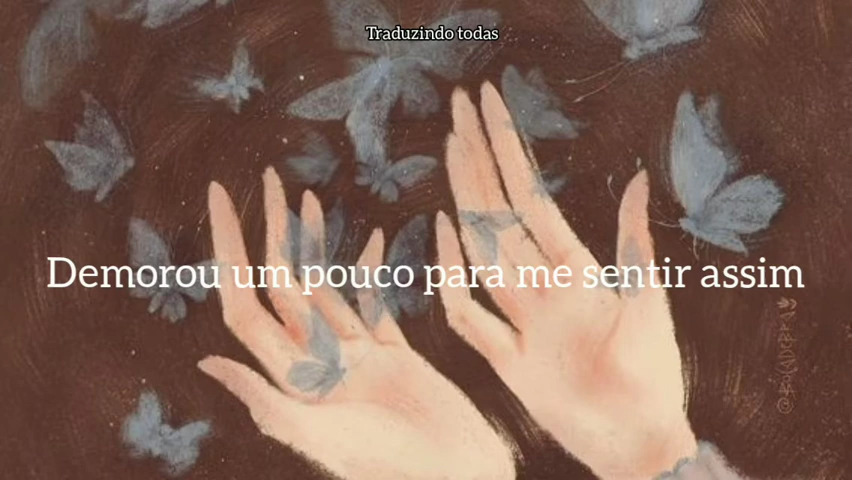 Traduzindo todas
Demorou um pouco para me sentir assim